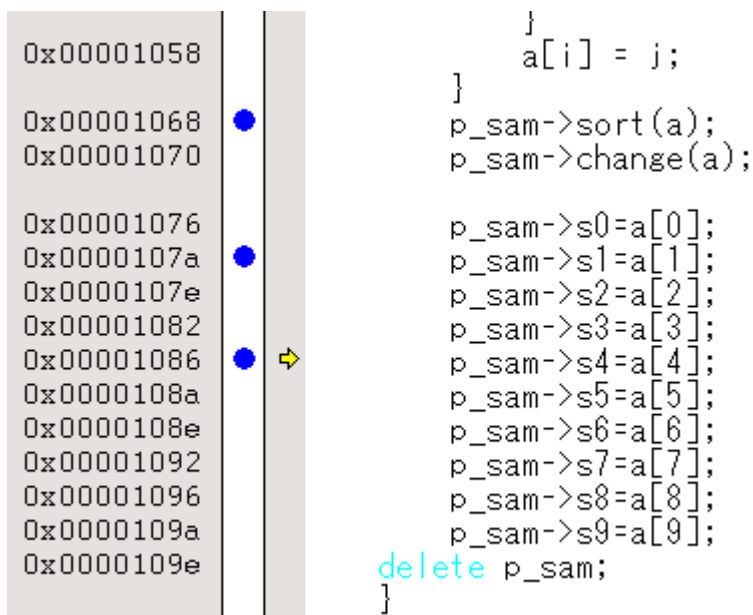 }
0x00001058 a[i] = j;
}
0x00001068 p_sam->sort(a);
0x00001070 p_sam->change(a);
0x00001076 p_sam->s0=a[0];
0x0000107a p_sam->s1=a[1];
0x0000107e p_sam->s2=a[2];
0x00001082 p_sam->s3=a[3];
0x00001086 p_sam->s4=a[4];
0x0000108a p_sam->s5=a[5];
0x0000108e p_sam->s6=a[6];
0x00001092 p_sam->s7=a[7];
0x00001096 p_sam->s8=a[8];
0x0000109a p_sam->s9=a[9];
0x0000109e delete p_sam;
}